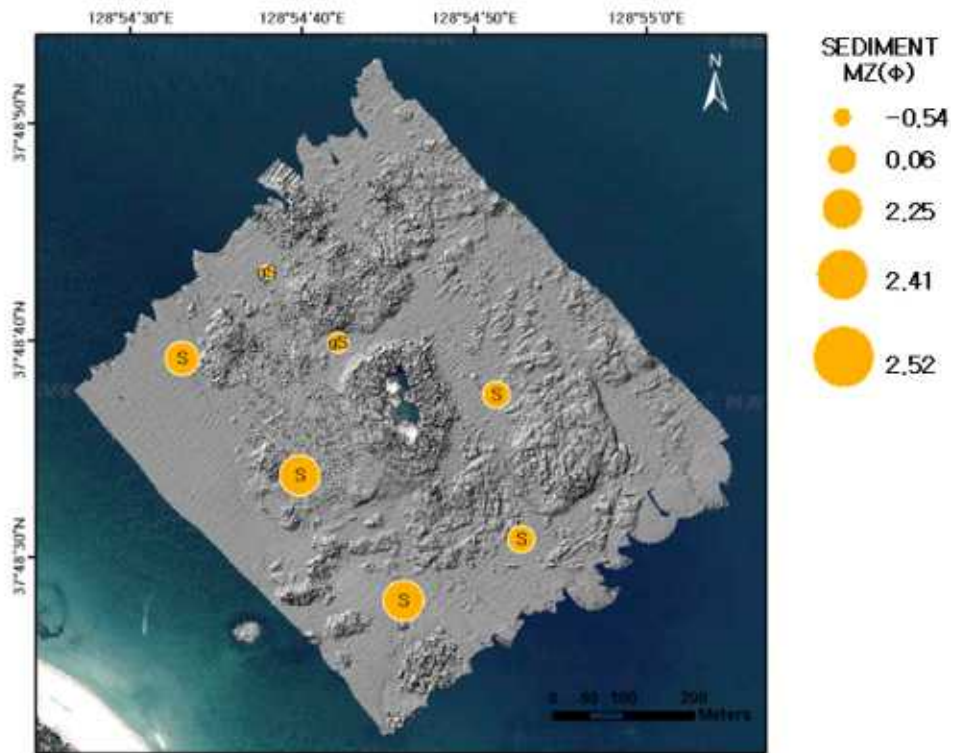 128°54'30"E 128°54'40"E 128°54'50"E 128°55'0"E
SEDIMENT
MZ(Φ)
N
37°48'50"N
-0.54
0.06
2.25
gS
2.41
37°48'40"N
gS
S
2.52
S
S
37°48'30"N
S
S
0 50 100 200
Meters